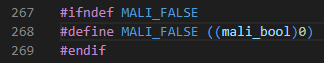 267 #ifndef MALI_FALSE
268 #define MALI_FALSE ((mali_bool)0)
269 #endif